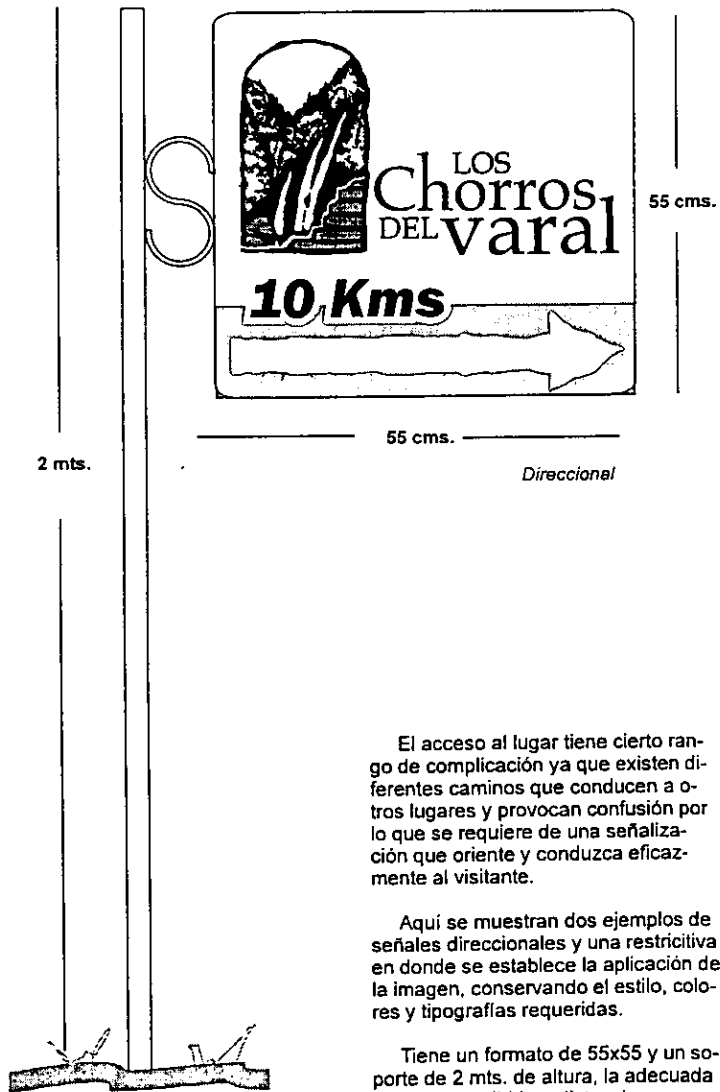 LOS
Chorros
DEL varal
55 cms.
10 Kms
55 cms.
2 mts.
Direccional
El acceso al lugar tiene cierto ran-
go de complicación ya que existen di-
ferentes caminos que conducen a o-
tros lugares y provocan confusión por
lo que se requiere de una señaliza-
ción que oriente y conduzca eficaz-
mente al visitante.
Aquí se muestran dos ejemplos de
señales direccionales y una restricitiva
en donde se establece la aplicación de
la imagen, conservando el estilo, colo-
res y tipografías requeridas.
Tiene un formato de 55x55 y un so-
porte de 2 mts. de altura, la adecuada